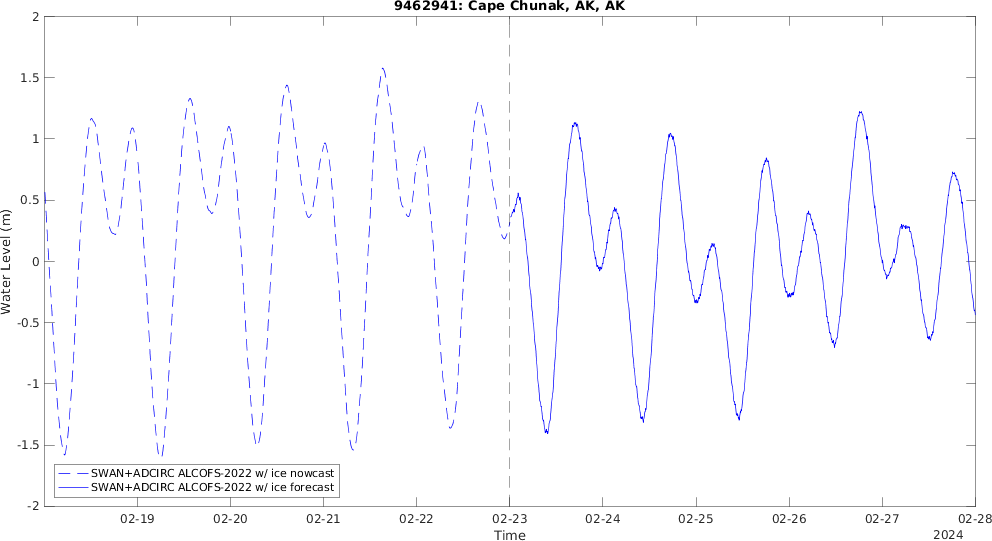 9462941: Cape Chunak, AK, AK
2
1.5
1
0.5
0
-0.5
-1
-1.5
-2
Water Level (m)
SWAN+ADCIRC ALCOFS-2022 w/ ice nowcast
SWAN+ADCIRC ALCOFS-2022 w/ ice forecast
02-19 02-20 02-21 02-22 02-23 02-24 02-25 02-26 02-27 02-28
Time
2024